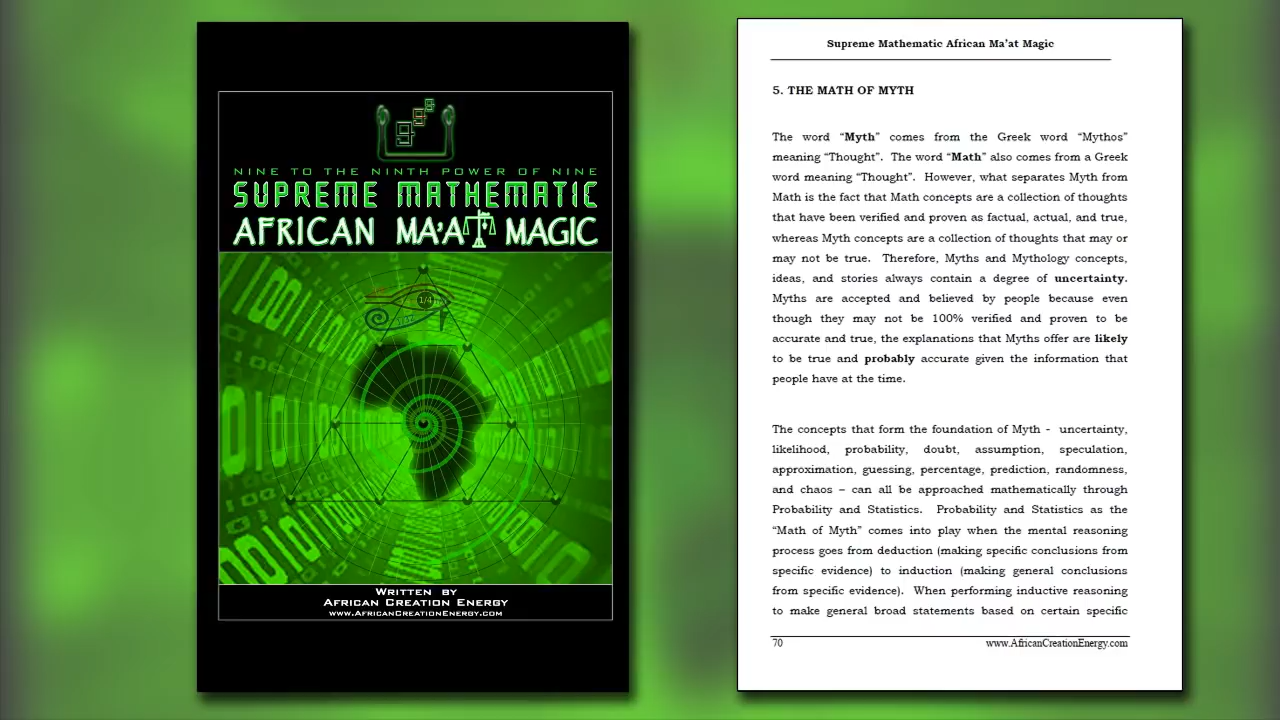 NINE TO THE NINTH POWER OF NINE
SUPREME MATHEMATIC
AFRICAN MA'AT MAGIC
1/4
1/32
WRITTEN BY
AFRICAN CREATION ENERGY
WWW.AFRICANCREATIONENERGY.COM
Supreme Mathematic African Ma'at Magic
5. THE MATH OF MYTH
The word “Myth” comes from the Greek word “Mythos”
meaning “Thought”. The word “Math” also comes from a Greek
word meaning “Thought”. However, what separates Myth from
Math is the fact that Math concepts are a collection of thoughts
that have been verified and proven as factual, actual, and true,
whereas Myth concepts are a collection of thoughts that may or
may not be true. Therefore, Myths and Mythology concepts,
ideas, and stories always contain a degree of uncertainty.
Myths are accepted and believed by people because even
though they may not be 100% verified and proven to be
accurate and true, the explanations that Myths offer are likely
to be true and probably accurate given the information that
people have at the time.
The concepts that form the foundation of Myth - uncertainty,
likelihood, probability, doubt, assumption, speculation,
approximation, guessing, percentage, prediction, randomness,
and chaos – can all be approached mathematically through
Probability and Statistics. Probability and Statistics as the
“Math of Myth” comes into play when the mental reasoning
process goes from deduction (making specific conclusions from
specific evidence) to induction (making general conclusions
from specific evidence). When performing inductive reasoning
to make general broad statements based on certain specific
70 www.AfricanCreationEnergy.com